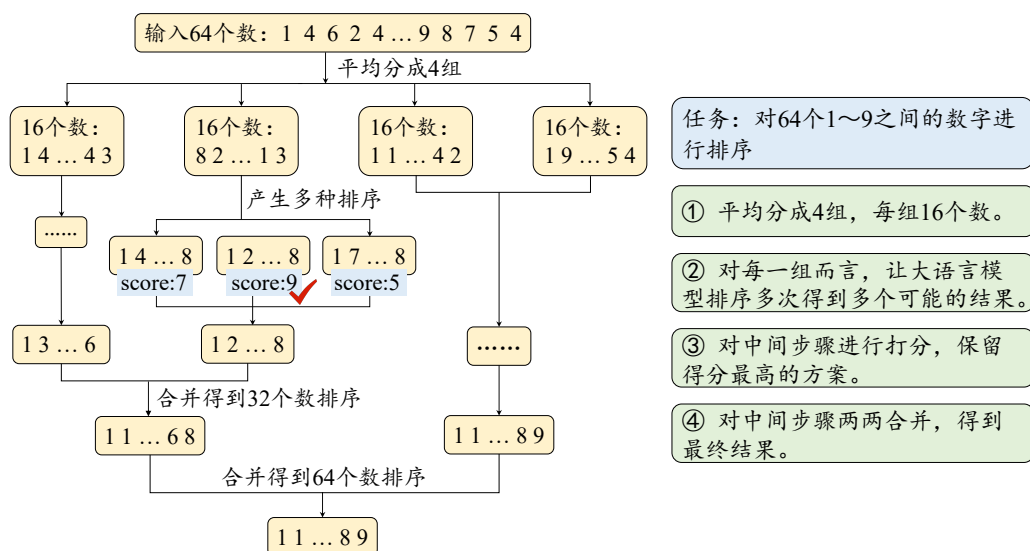 输入64个数：1 4 6 2 4 … 9 8 7 5 4
平均分成4组
16个数：
1 4 … 4 3
16个数：
8 2 … 1 3
16个数：
1 1 … 4 2
16个数：
1 9 … 5 4
产生多种排序
……
1 4 … 8
score:7
1 2 … 8
score:9
1 7 … 8
score:5
1 3 … 6
1 2 … 8
……
合并得到32个数排序
1 1 … 6 8
1 1 … 8 9
合并得到64个数排序
1 1 … 8 9
任务：对64个1～9之间的数字进
行排序
① 平均分成4组，每组16个数。
② 对每一组而言，让大语言模
型排序多次得到多个可能的结果。
③ 对中间步骤进行打分，保留
得分最高的方案。
④ 对中间步骤两两合并，得到
最终结果。